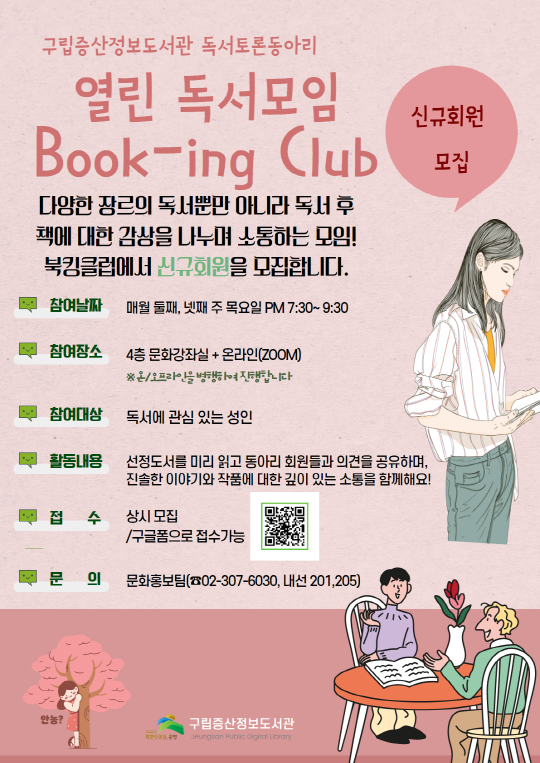 구립증산정보도서관 독서토론동아리
열린 독서모임
Book-ing Club
신규회원
모집
다양한 장르의 독서뿐만 아니라 독서 후
책에 대한 감상을 나누며 소통하는 모임!
북킹클럽에서 신규회원을 모집합니다.
참여날짜 매월 둘째, 넷째 주 목요일 PM 7:30~ 9:30
참여장소 4층 문화강좌실 + 온라인(ZOOM)
※온/오프라인을 병행하여 진행합니다
참여대상 독서에 관심 있는 성인
활동내용 선정도서를 미리 읽고 동아리 회원들과 의견을 공유하며,
진솔한 이야기와 작품에 대한 깊이 있는 소통을 함께해요!
접 수 상시 모집
/구글폼으로 접수가능
문 의 문화홍보팀(☎02-307-6030, 내선 201,205)
안농?
구립증산정보도서관
Jeungsan Public Digital Library